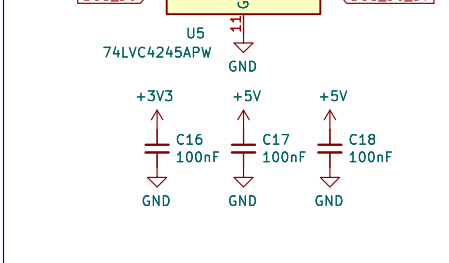 G
11
U5
74LVC4245APW
GND
+3V3 +5V +5V
C16 C17 C18
100nF 100nF 100nF
GND GND GND